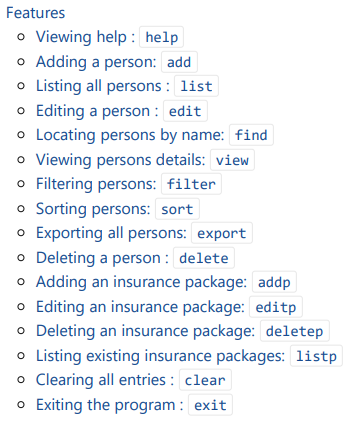 Features
Viewing help : help
Adding a person: add
Listing all persons : list
Editing a person : edit
Locating persons by name: find
Viewing persons details: view
Filtering persons: filter
Sorting persons: sort
Exporting all persons: export
Deleting a person : delete
Adding an insurance package: addp
Editing an insurance package: editp
Deleting an insurance package: deletep
Listing existing insurance packages: listp
Clearing all entries : clear
Exiting the program : exit